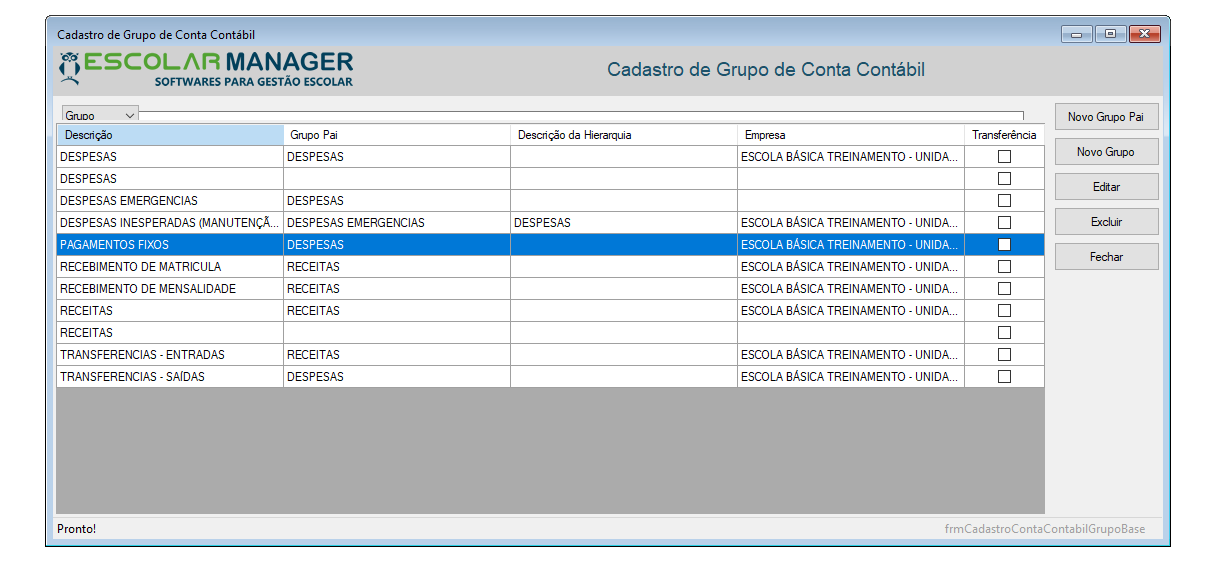 Cadastro de Grupo de Conta Contábil
ESCOLAR MANAGER
SOFTWARES PARA GESTÃO ESCOLAR
Cadastro de Grupo de Conta Contábil
Grupo
Novo Grupo Pai
Descrição Grupo Pai Descrição da Hierarquia Empresa Transferência
DESPESAS DESPESAS ESCOLA BÁSICA TREINAMENTO - UNIDA...
Novo Grupo
DESPESAS
Editar
DESPESAS EMERGENCIAS DESPESAS
DESPESAS INESPERADAS (MANUTENÇÃ... DESPESAS EMERGENCIAS DESPESAS ESCOLA BÁSICA TREINAMENTO - UNIDA...
Excluir
PAGAMENTOS FIXOS DESPESAS ESCOLA BÁSICA TREINAMENTO - UNIDA...
Fechar
RECEBIMENTO DE MATRICULA RECEITAS ESCOLA BÁSICA TREINAMENTO - UNIDA...
RECEBIMENTO DE MENSALIDADE RECEITAS ESCOLA BÁSICA TREINAMENTO - UNIDA...
RECEITAS RECEITAS ESCOLA BÁSICA TREINAMENTO - UNIDA...
RECEITAS
TRANSFERENCIAS - ENTRADAS RECEITAS ESCOLA BÁSICA TREINAMENTO - UNIDA...
TRANSFERENCIAS - SAÍDAS DESPESAS ESCOLA BÁSICA TREINAMENTO - UNIDA...
Pronto! frmCadastroContaContabilGrupoBase